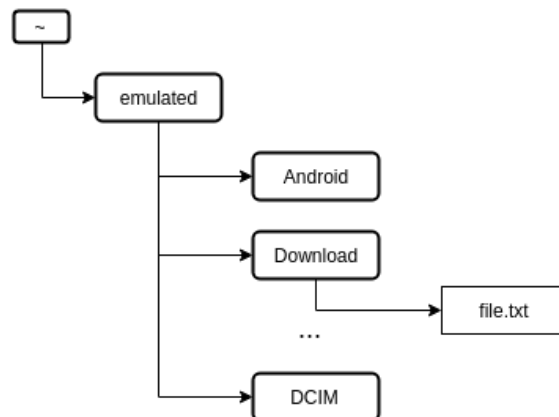 ~
emulated
Android
Download
file.txt
...
DCIM